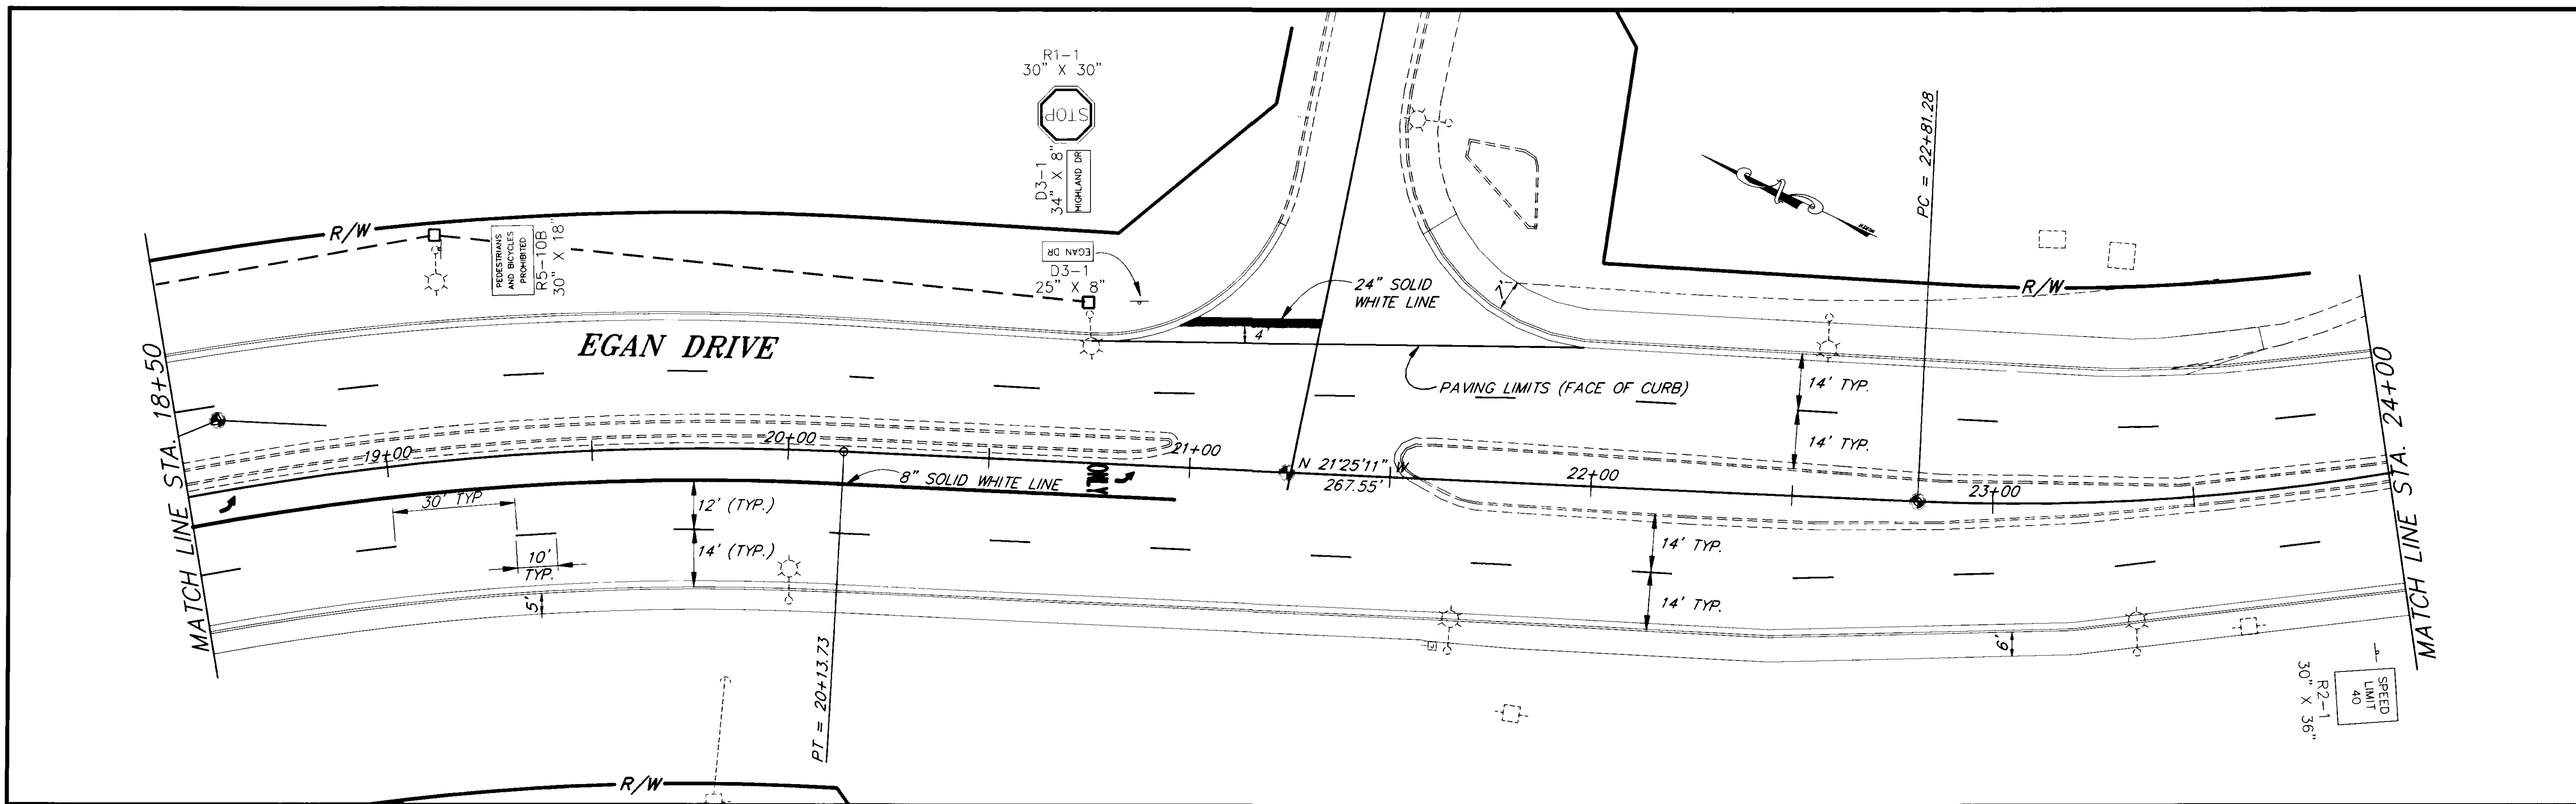 R1-1
30" X 30"
STOP
D3-1
34" X 8"
HIGHLAND DR
R/W
PEDESTRIANS
AND BICYCLES
PROHIBITED
R5-10B
30" X 18"
EGAN DR
D3-1
25" X 8"
24" SOLID
WHITE LINE
4'
7'
PC = 22+81.28
R/W
EGAN DRIVE
PAVING LIMITS (FACE OF CURB)
14' TYP.
14' TYP.
MATCH LINE STA. 18+50
MATCH LINE STA. 24+00
19+00
20+00
21+00
22+00
23+00
N 21°25'11" W
267.55'
ONLY
8" SOLID WHITE LINE
30' TYP
10'
TYP.
12' (TYP.)
14' (TYP.)
14' TYP.
14' TYP.
5'
6'
PT = 20+13.73
SPEED
LIMIT
40
R2-1
30" X 36"
R/W